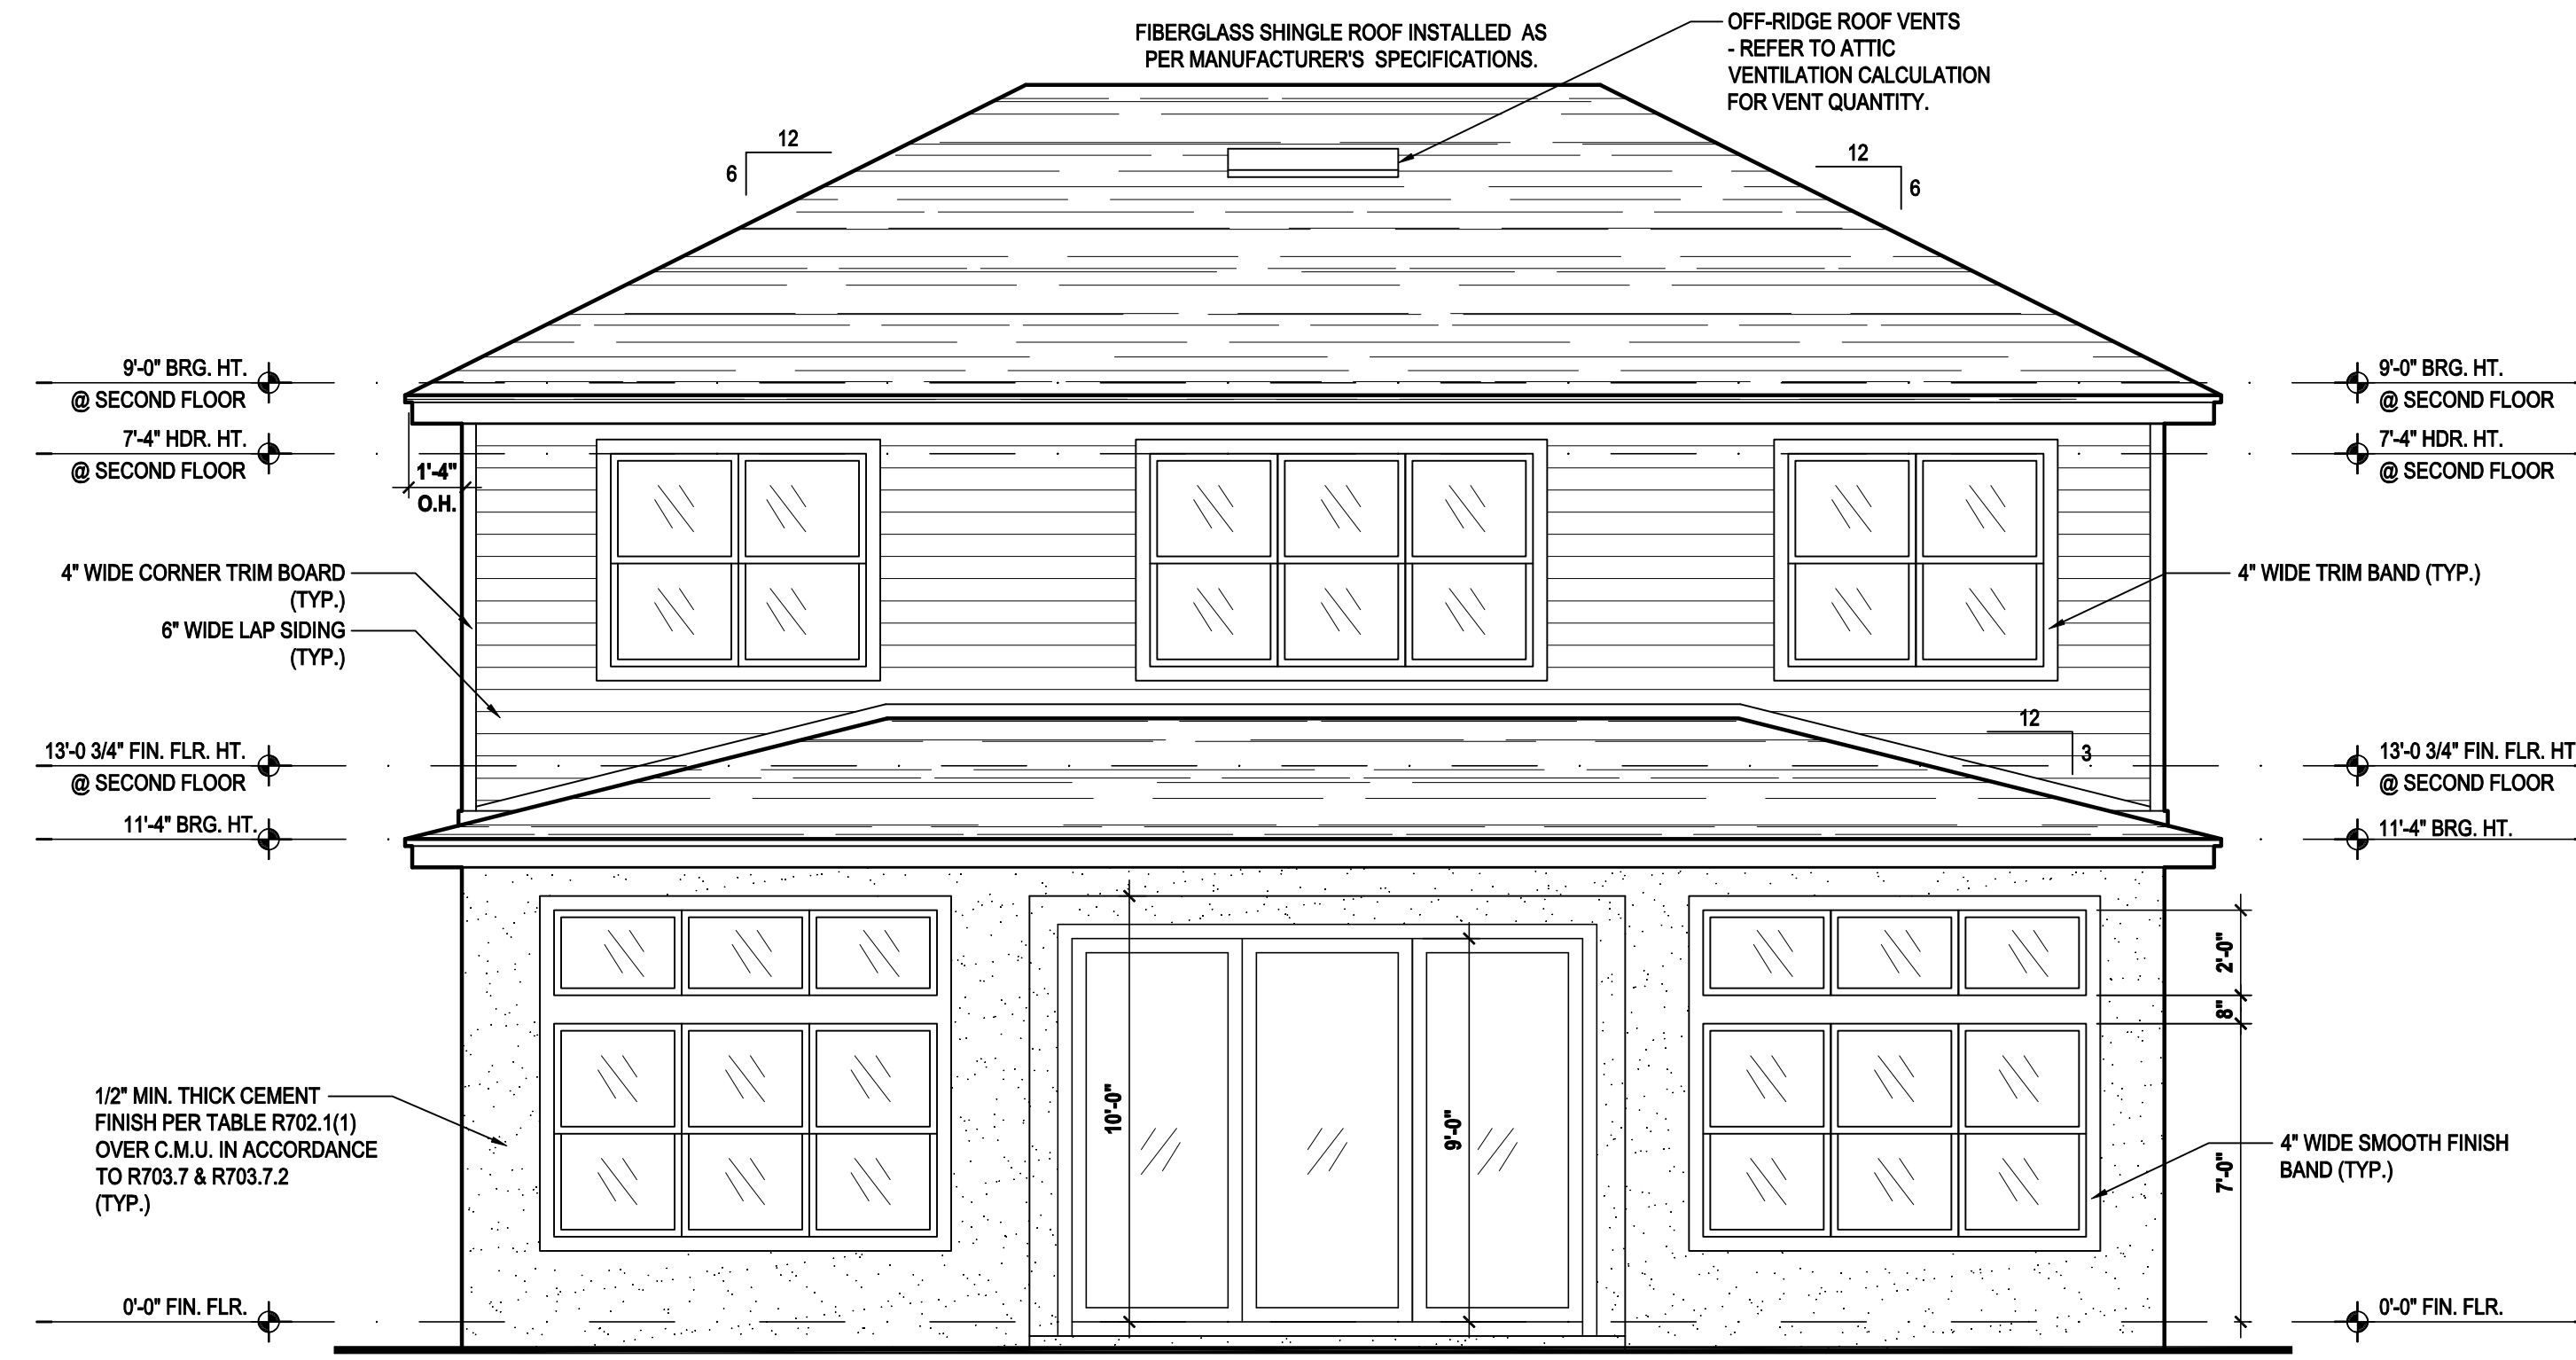 FIBERGLASS SHINGLE ROOF INSTALLED AS
PER MANUFACTURER'S SPECIFICATIONS.
OFF-RIDGE ROOF VENTS
- REFER TO ATTIC
VENTILATION CALCULATION
FOR VENT QUANTITY.
12
6
12
6
9'-0" BRG. HT.
@ SECOND FLOOR
9'-0" BRG. HT.
@ SECOND FLOOR
7'-4" HDR. HT.
@ SECOND FLOOR
7'-4" HDR. HT.
@ SECOND FLOOR
1'-4"
O.H.
4" WIDE CORNER TRIM BOARD
(TYP.)
4" WIDE TRIM BAND (TYP.)
6" WIDE LAP SIDING
(TYP.)
12
3
13'-0 3/4" FIN. FLR. HT.
@ SECOND FLOOR
13'-0 3/4" FIN. FLR. HT
@ SECOND FLOOR
11'-4" BRG. HT.
11'-4" BRG. HT.
2'-0"
8"
7'-0"
10'-0"
9'-0"
1/2" MIN. THICK CEMENT
FINISH PER TABLE R702.1(1)
OVER C.M.U. IN ACCORDANCE
TO R703.7 & R703.7.2
(TYP.)
4" WIDE SMOOTH FINISH
BAND (TYP.)
0'-0" FIN. FLR.
0'-0" FIN. FLR.